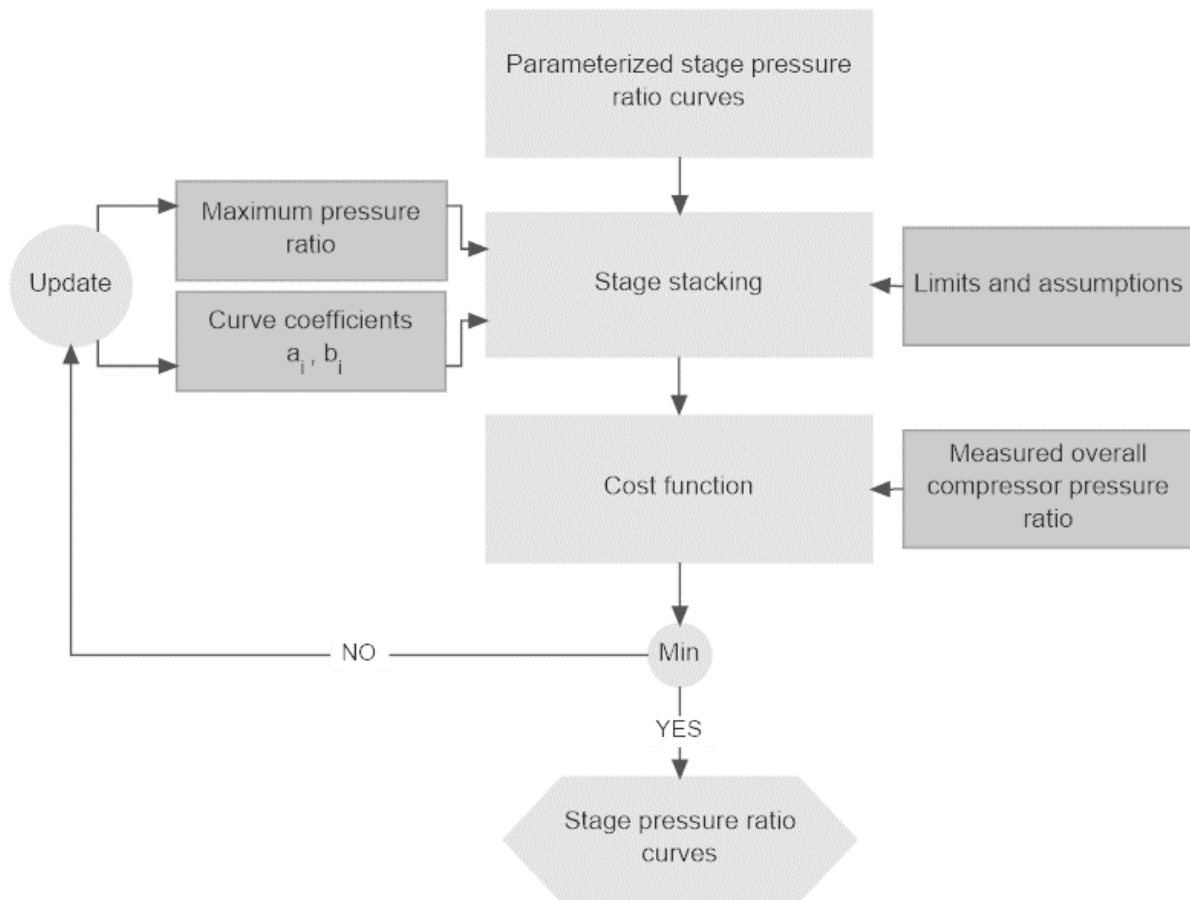 Parameterized stage pressure
ratio curves
Maximum pressure
ratio
Update
Stage stacking
Limits and assumptions
Curve coefficients
a_i , b_i
Cost function
Measured overall
compressor pressure
ratio
NO
Min
YES
Stage pressure ratio
curves